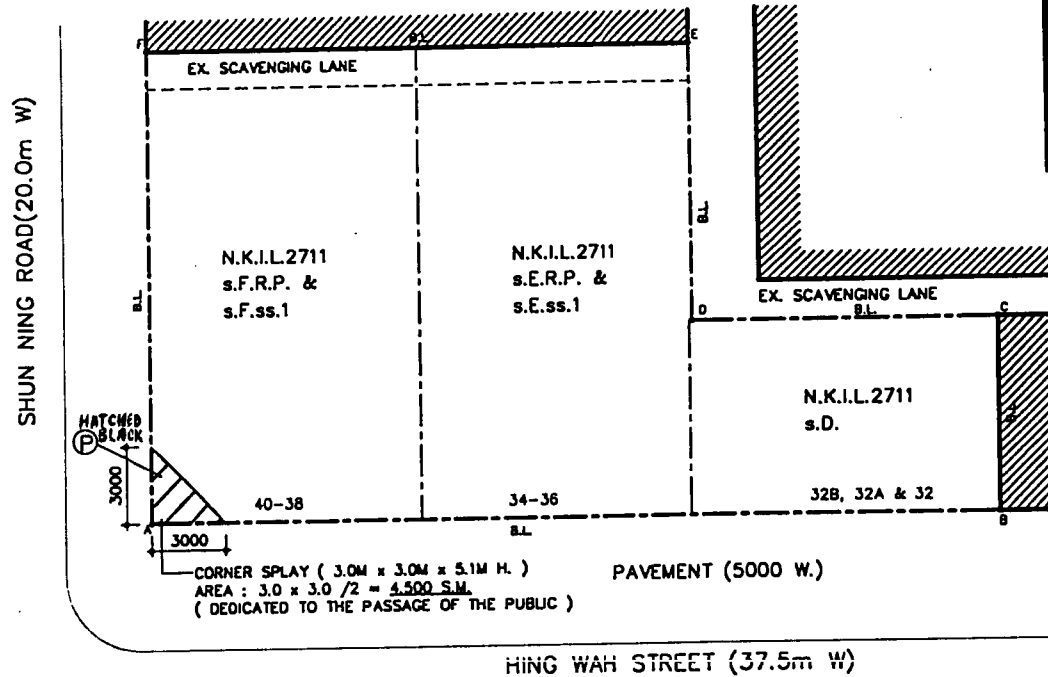 F
B.L.
E
EX. SCAVENGING LANE
SHUN NING ROAD(20.0m W)
B.L.
B.L.
N.K.I.L.2711
s.F.R.P. &
s.F.ss.1
N.K.I.L.2711
s.E.R.P. &
s.E.ss.1
EX. SCAVENGING LANE
D
B.L.
C
N.K.I.L.2711
s.D.
B.L.
HATCHED
BLACK
P
3000
40-38
34-36
32B, 32A & 32
A
B
3000
B.L.
CORNER SPLAY ( 3.0M x 3.0M x 5.1M H. )
AREA : 3.0 x 3.0 /2 = 4.500 S.M.
( DEDICATED TO THE PASSAGE OF THE PUBLIC )
PAVEMENT (5000 W.)
HING WAH STREET (37.5m W)